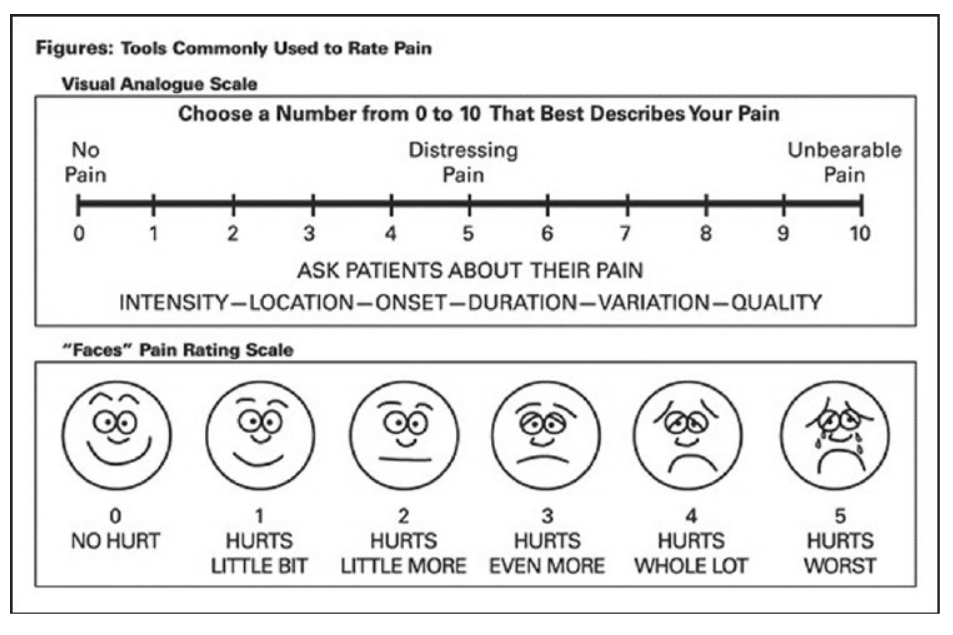 Figures: Tools Commonly Used to Rate Pain
Visual Analogue Scale
Choose a Number from 0 to 10 That Best Describes Your Pain
No Pain
Distressing Pain
Unbearable Pain
0 1 2 3 4 5 6 7 8 9 10
ASK PATIENTS ABOUT THEIR PAIN
INTENSITY—LOCATION—ONSET—DURATION—VARIATION—QUALITY
"Faces" Pain Rating Scale
0 1 2 3 4 5
NO HURT
HURTS LITTLE BIT
HURTS LITTLE MORE
HURTS EVEN MORE
HURTS WHOLE LOT
HURTS WORST